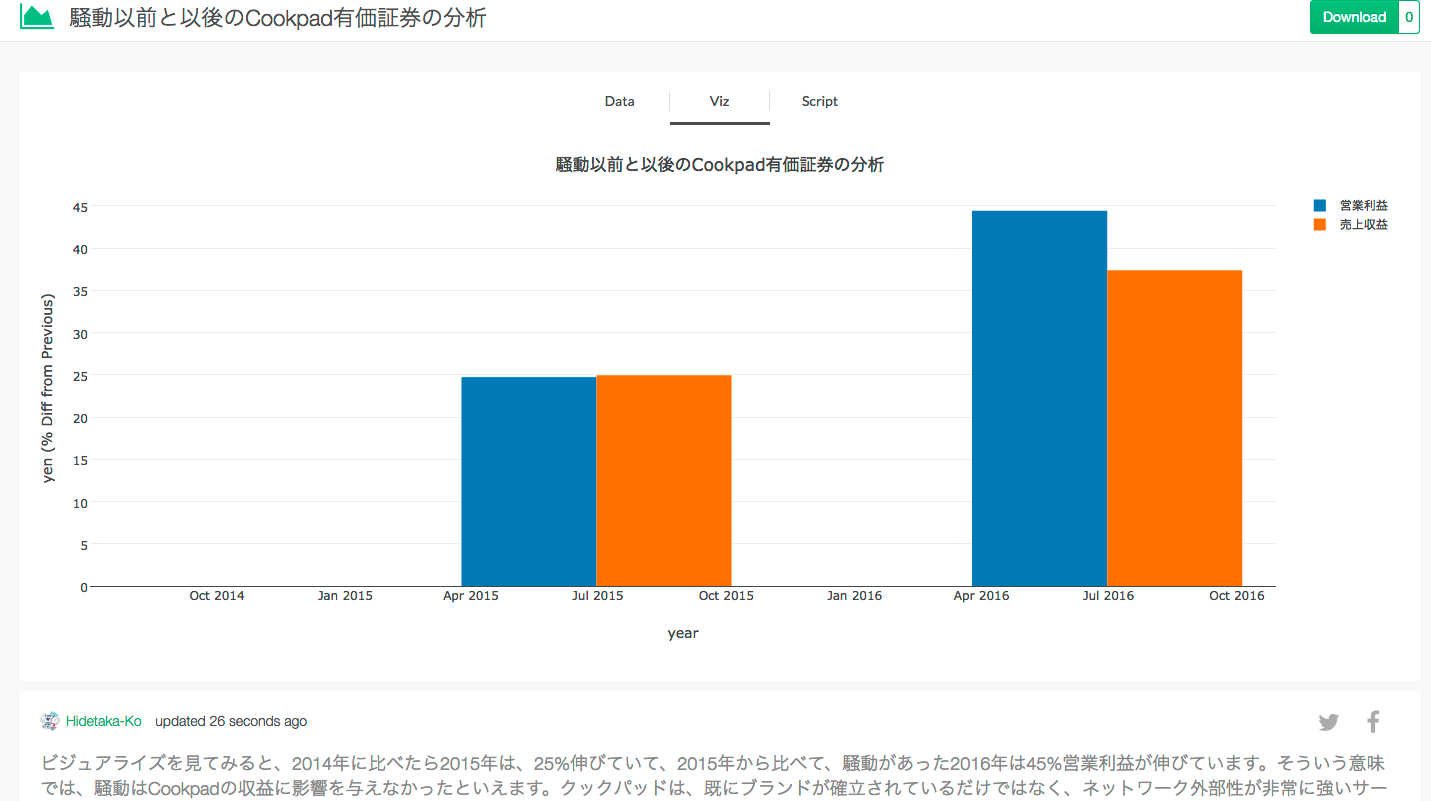 騒動以前と以後のCookpad有価証券の分析
Download 0
Data Viz Script
騒動以前と以後のCookpad有価証券の分析
営業利益
売上収益
yen (% Diff from Previous)
45
40
35
30
25
20
15
10
5
0
Oct 2014 Jan 2015 Apr 2015 Jul 2015 Oct 2015 Jan 2016 Apr 2016 Jul 2016 Oct 2016
year
Hidetaka-Ko updated 26 seconds ago
ビジュアライズを見てみると、2014年に比べたら2015年は、25%伸びていて、2015年から比べて、騒動があった2016年は45%営業利益が伸びています。そういう意味
では、騒動はCookpadの収益に影響を与えなかったといえます。クックパッドは、既にブランドが確立されているだけではなく、ネットワーク外部性が非常に強いサー